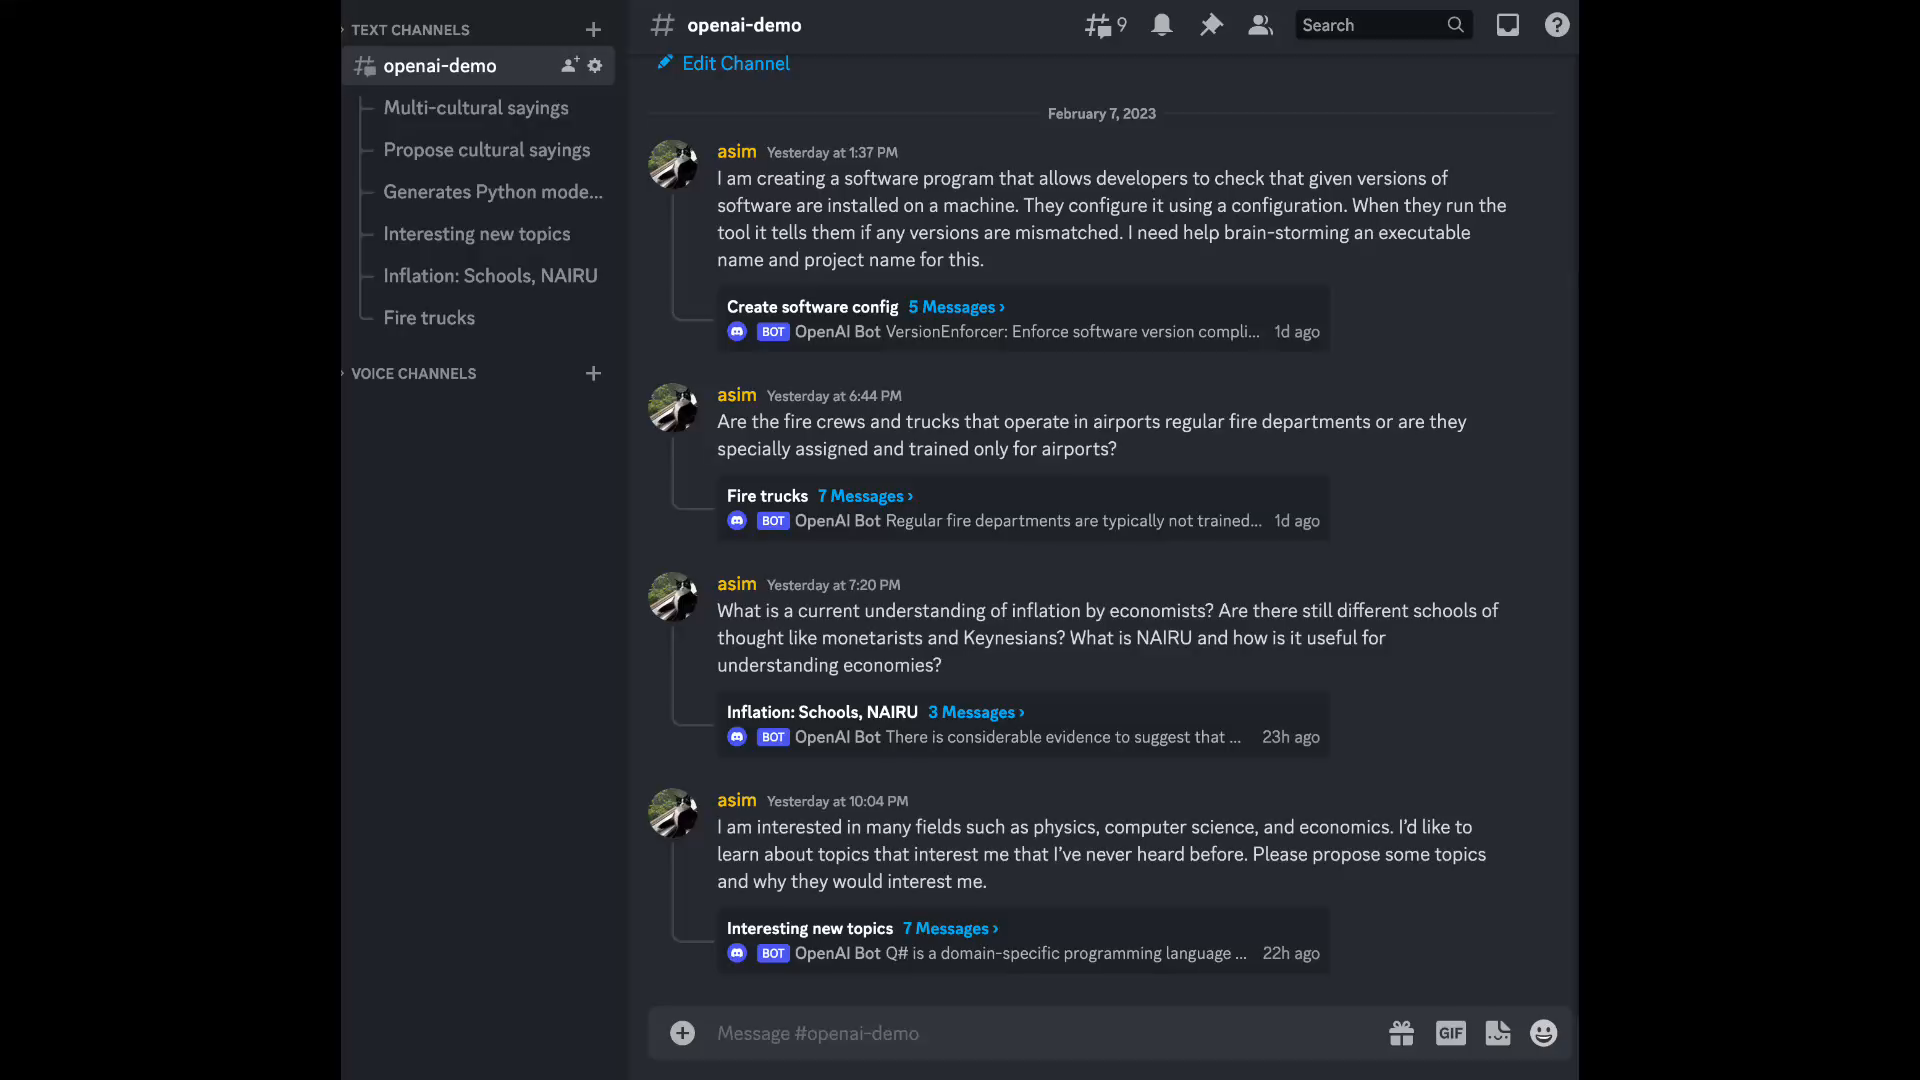 TEXT CHANNELS
openai-demo
Multi-cultural sayings
Propose cultural sayings
Generates Python mode...
Interesting new topics
Inflation: Schools, NAIRU
Fire trucks
VOICE CHANNELS
openai-demo
9
Search
Edit Channel
February 7, 2023
asim Yesterday at 1:37 PM
I am creating a software program that allows developers to check that given versions of
software are installed on a machine. They configure it using a configuration. When they run the
tool it tells them if any versions are mismatched. I need help brain-storming an executable
name and project name for this.
Create software config 5 Messages ›
BOT OpenAI Bot VersionEnforcer: Enforce software version compli... 1d ago
asim Yesterday at 6:44 PM
Are the fire crews and trucks that operate in airports regular fire departments or are they
specially assigned and trained only for airports?
Fire trucks 7 Messages ›
BOT OpenAI Bot Regular fire departments are typically not trained... 1d ago
asim Yesterday at 7:20 PM
What is a current understanding of inflation by economists? Are there still different schools of
thought like monetarists and Keynesians? What is NAIRU and how is it useful for
understanding economies?
Inflation: Schools, NAIRU 3 Messages ›
BOT OpenAI Bot There is considerable evidence to suggest that ... 23h ago
asim Yesterday at 10:04 PM
I am interested in many fields such as physics, computer science, and economics. I'd like to
learn about topics that interest me that I've never heard before. Please propose some topics
and why they would interest me.
Interesting new topics 7 Messages ›
BOT OpenAI Bot Q# is a domain-specific programming language ... 22h ago
Message #openai-demo
GIF